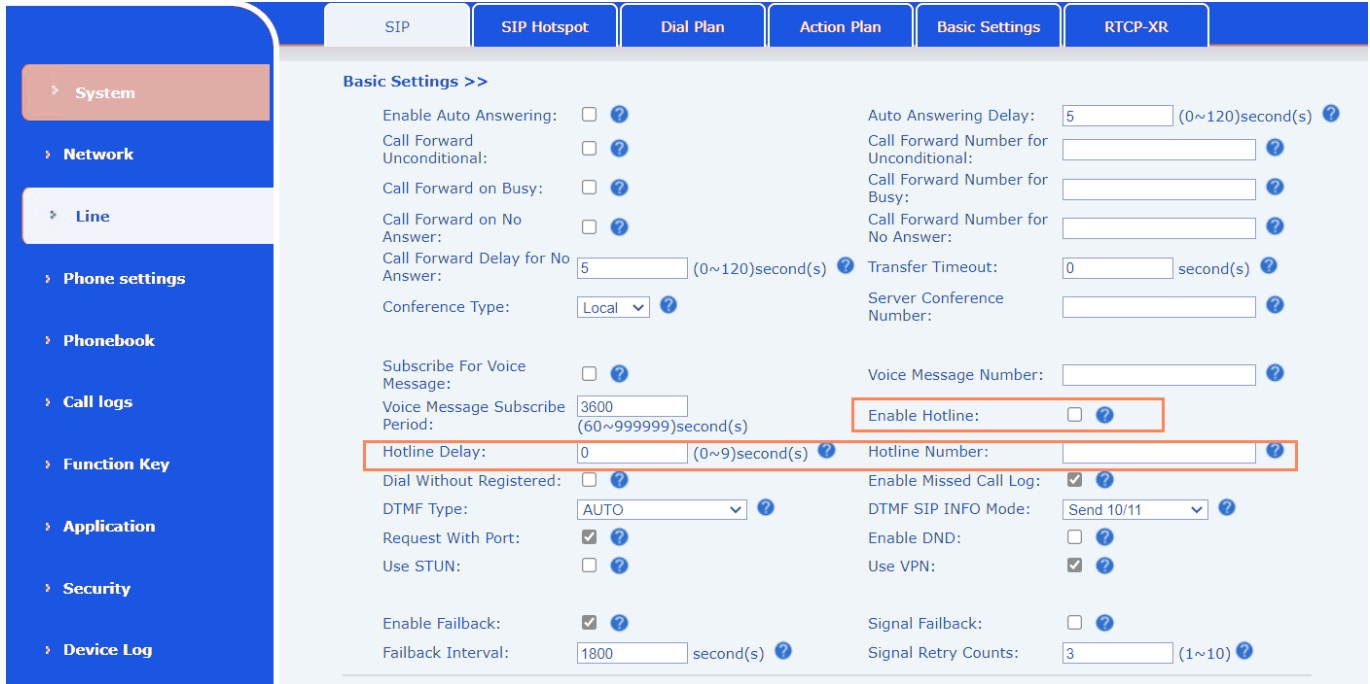 SIP
SIP Hotspot
Dial Plan
Action Plan
Basic Settings
RTCP-XR
System
Network
Line
Phone settings
Phonebook
Call logs
Function Key
Application
Security
Device Log
Basic Settings >>
Enable Auto Answering:
Auto Answering Delay: 5 (0~120)second(s)
Call Forward
Unconditional:
Call Forward Number for
Unconditional:
Call Forward on Busy:
Call Forward Number for
Busy:
Call Forward on No
Answer:
Call Forward Number for
No Answer:
Call Forward Delay for No
Answer: 5 (0~120)second(s)
Transfer Timeout: 0 second(s)
Conference Type: Local
Server Conference
Number:
Subscribe For Voice
Message:
Voice Message Number:
Voice Message Subscribe
Period: 3600
(60~999999)second(s)
Enable Hotline:
Hotline Delay: 0 (0~9)second(s)
Hotline Number:
Dial Without Registered:
Enable Missed Call Log:
DTMF Type: AUTO
DTMF SIP INFO Mode: Send 10/11
Request With Port:
Enable DND:
Use STUN:
Use VPN:
Enable Failback:
Signal Failback:
Failback Interval: 1800 second(s)
Signal Retry Counts: 3 (1~10)